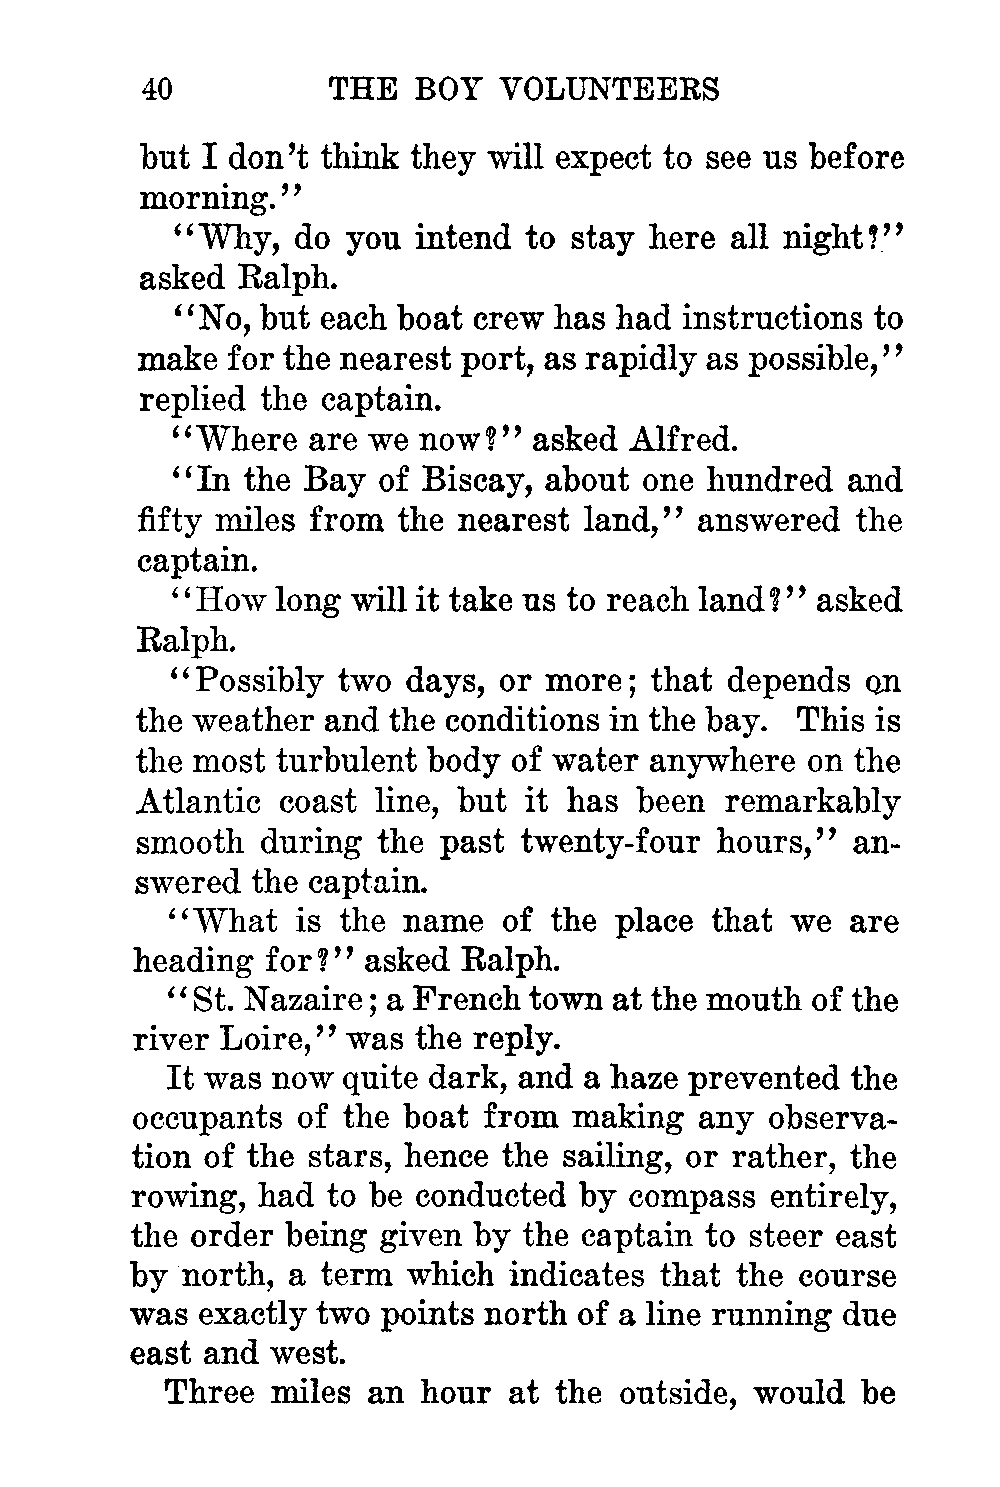 40 THE BOY VOLUNTEERS
but I don't think they will expect to see us before
morning."
"Why, do you intend to stay here all night?"
asked Ralph.
"No, but each boat crew has had instructions to
make for the nearest port, as rapidly as possible,"
replied the captain.
"Where are we now?" asked Alfred.
"In the Bay of Biscay, about one hundred and
fifty miles from the nearest land," answered the
captain.
"How long will it take us to reach land?" asked
Ralph.
"Possibly two days, or more; that depends on
the weather and the conditions in the bay. This is
the most turbulent body of water anywhere on the
Atlantic coast line, but it has been remarkably
smooth during the past twenty-four hours," an-
swered the captain.
"What is the name of the place that we are
heading for?" asked Ralph.
"St. Nazaire; a French town at the mouth of the
river Loire," was the reply.
It was now quite dark, and a haze prevented the
occupants of the boat from making any observa-
tion of the stars, hence the sailing, or rather, the
rowing, had to be conducted by compass entirely,
the order being given by the captain to steer east
by north, a term which indicates that the course
was exactly two points north of a line running due
east and west.
Three miles an hour at the outside, would be